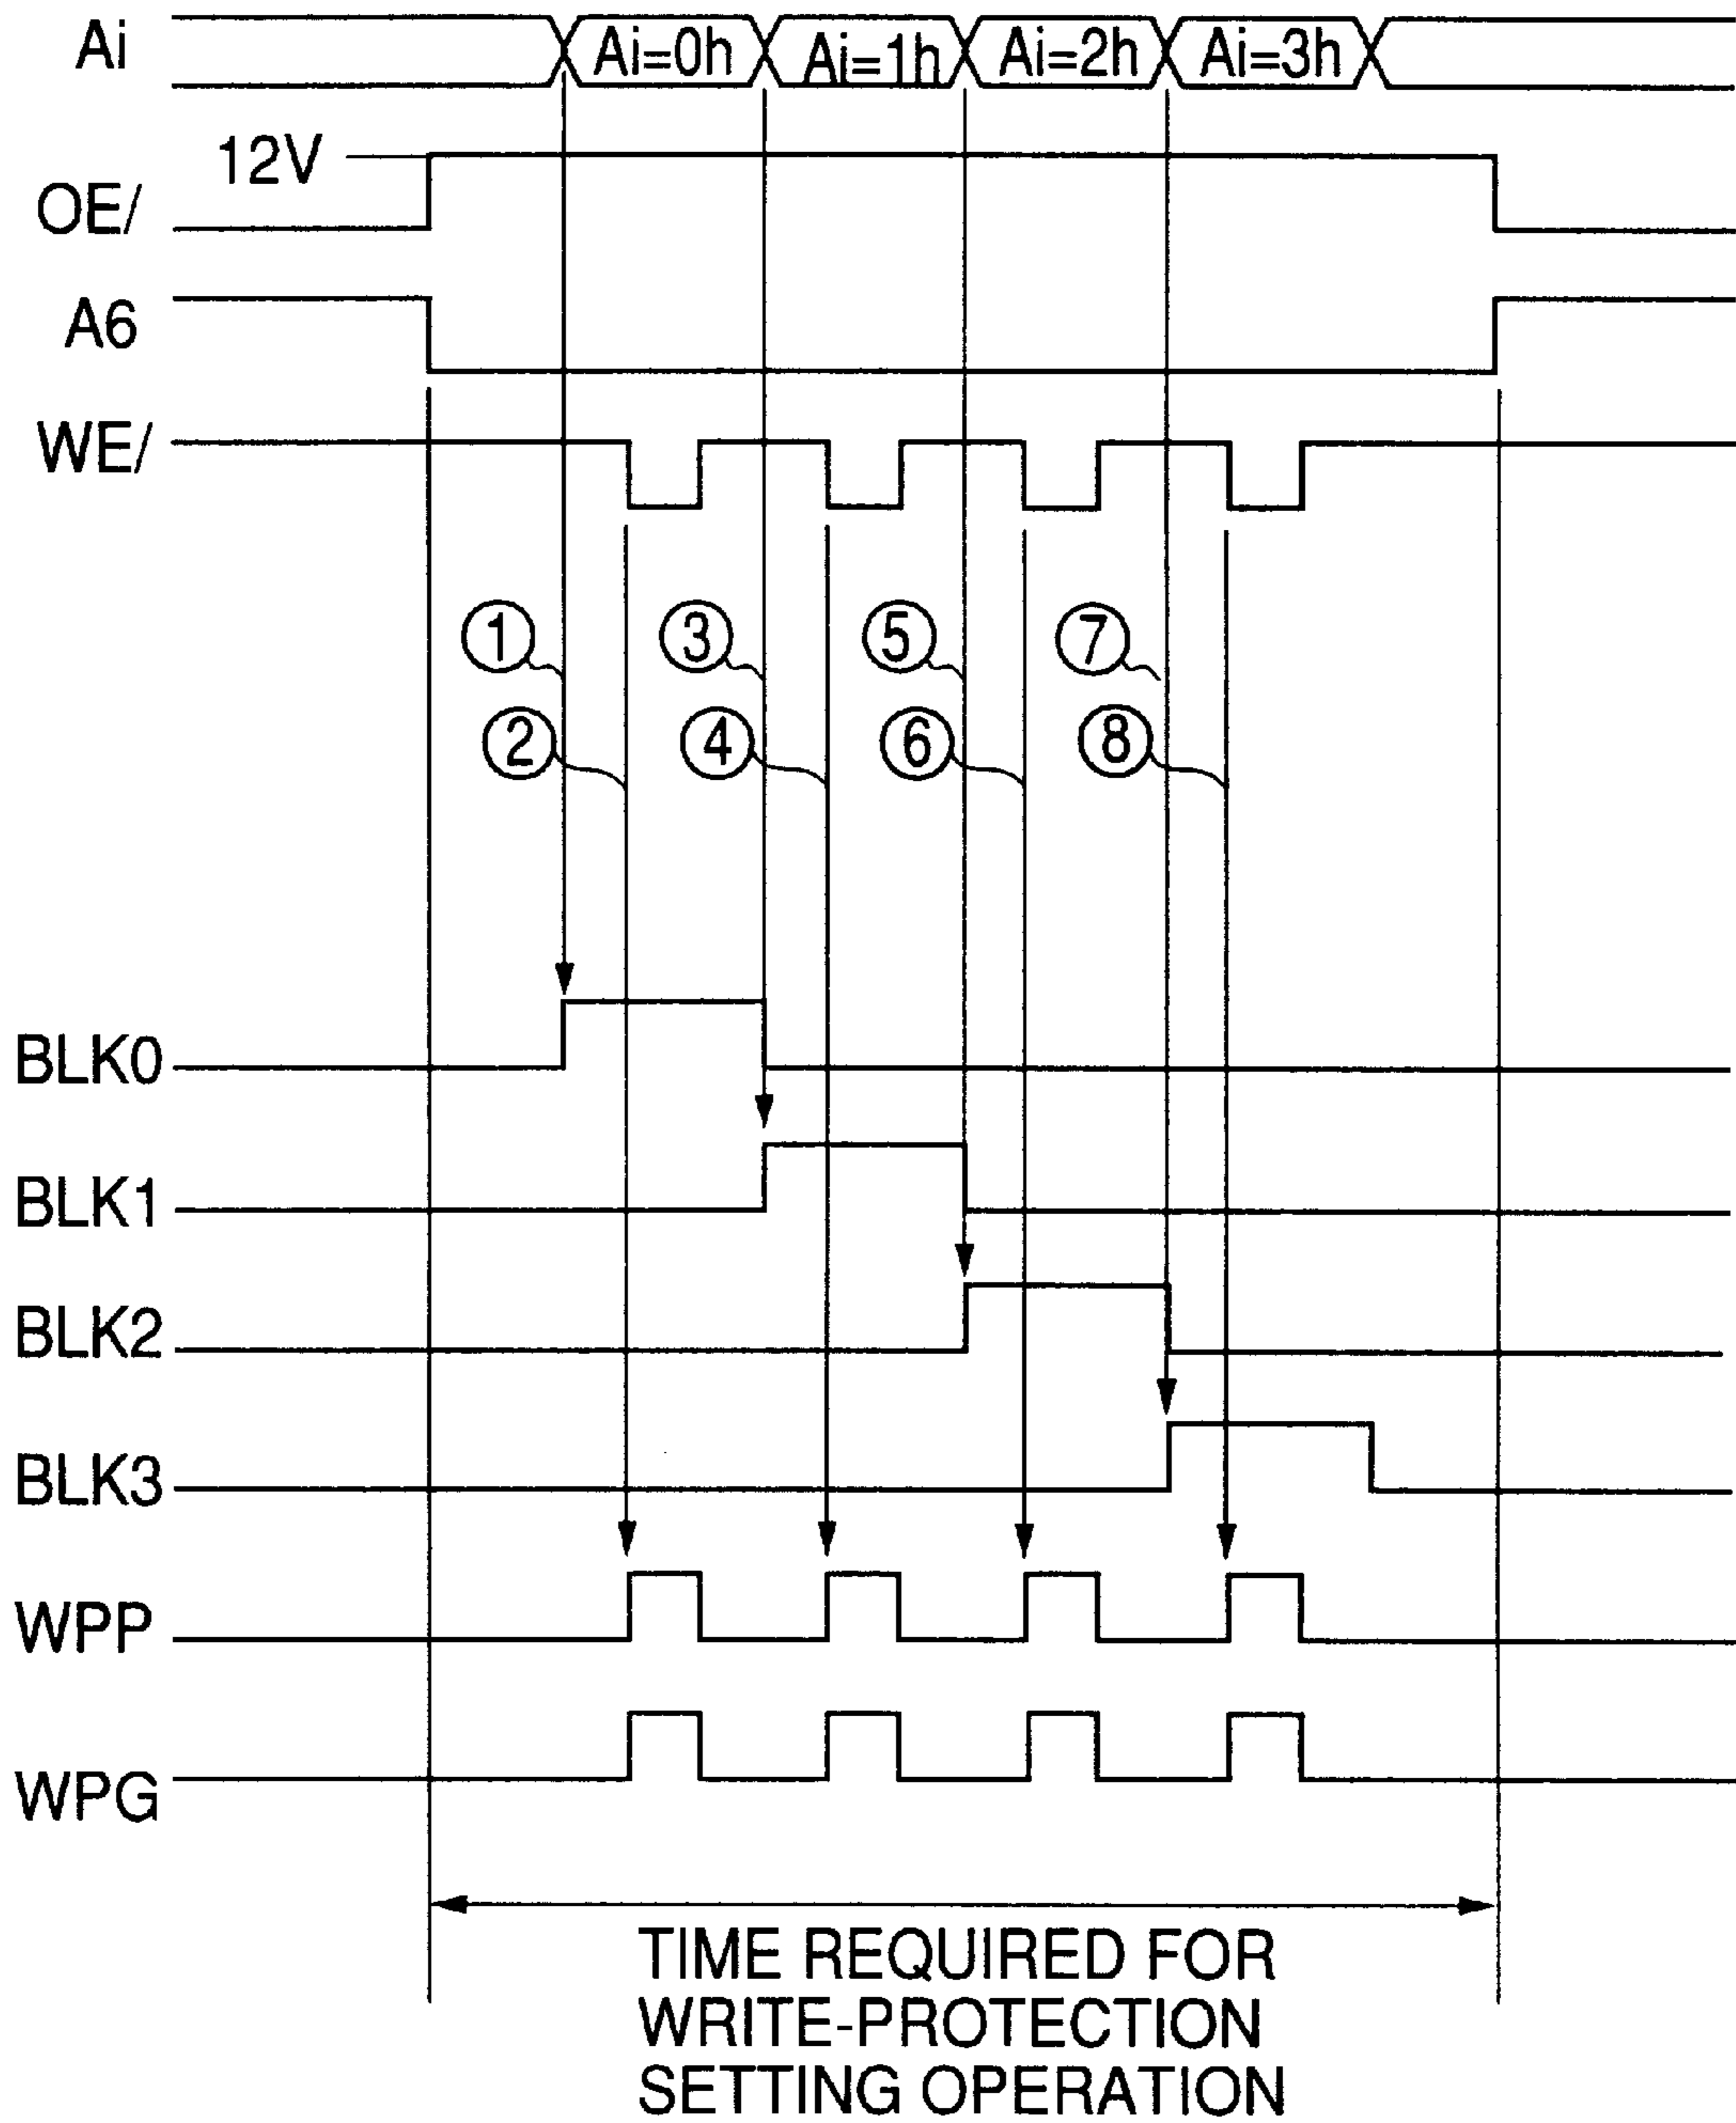 Ai Ai=0h Ai=1h Ai=2h Ai=3h
12V
OE/
A6
WE/
① ③ ⑤ ⑦
② ④ ⑥ ⑧
BLK0
BLK1
BLK2
BLK3
WPP
WPG
TIME REQUIRED FOR
WRITE-PROTECTION
SETTING OPERATION